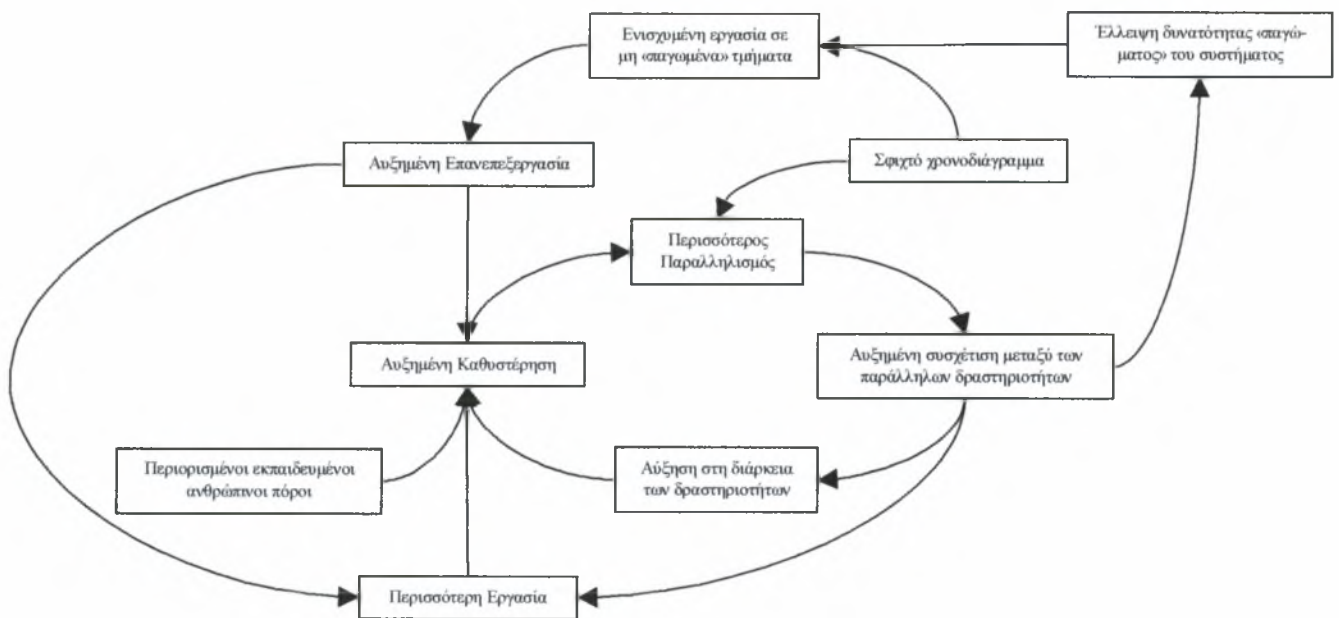 Ενισχυμένη εργασία σε
μη «παγωμένα» τμήματα
Έλλειψη δυνατότητας «παγώ-
ματος» του συστήματος
Αυξημένη Επανεπεξεργασία
Σφιχτό χρονοδιάγραμμα
Περισσότερος
Παραλληλισμός
Αυξημένη Καθυστέρηση
Αυξημένη συσχέτιση μεταξύ των
παράλληλων δραστηριοτήτων
Περιορισμένοι εκπαιδευμένοι
ανθρώπινοι πόροι
Αύξηση στη διάρκεια
των δραστηριοτήτων
Περισσότερη Εργασία